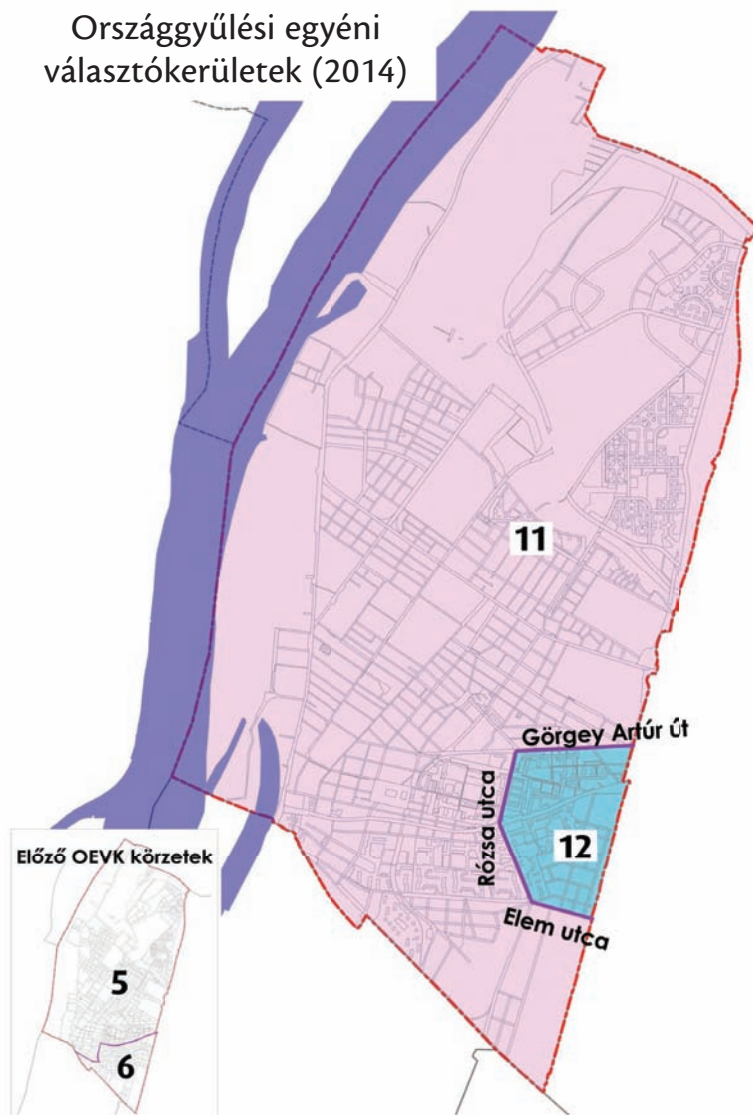 Országgyűlési egyéni
választókerületek (2014)
11
Görgey Artúr út
Rózsa utca
12
Elem utca
Előző OEVK körzetek
5
6